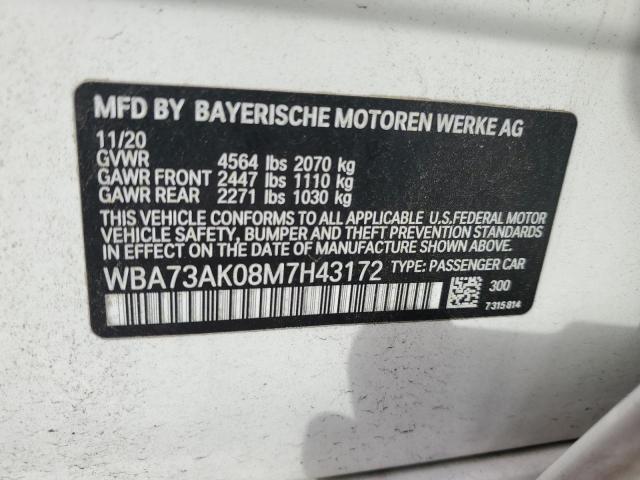 MFD BY BAYERISCHE MOTOREN WERKE AG
11/20
GVWR 4564 lbs 2070 kg
GAWR FRONT 2447 lbs 1110 kg
GAWR REAR 2271 lbs 1030 kg
THIS VEHICLE CONFORMS TO ALL APPLICABLE U.S.FEDERAL MOTOR
VEHICLE SAFETY, BUMPER, AND THEFT PREVENTION STANDARDS
IN EFFECT ON THE DATE OF MANUFACTURE SHOWN ABOVE.
WBA73AK08M7H43172 TYPE: PASSENGER CAR
300
7315814